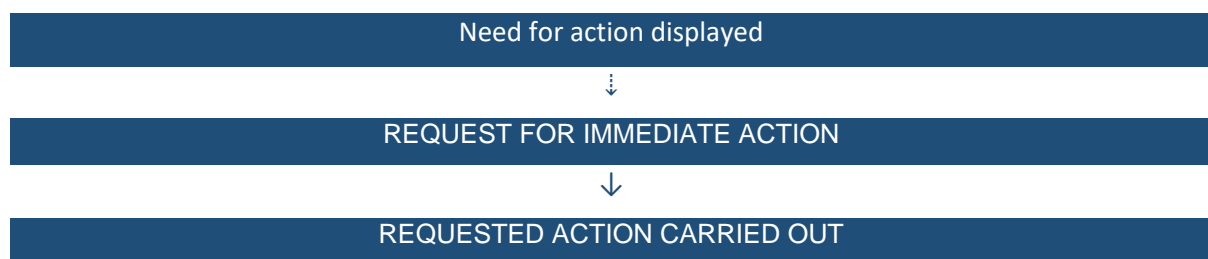 Need for action displayed
REQUEST FOR IMMEDIATE ACTION
REQUESTED ACTION CARRIED OUT